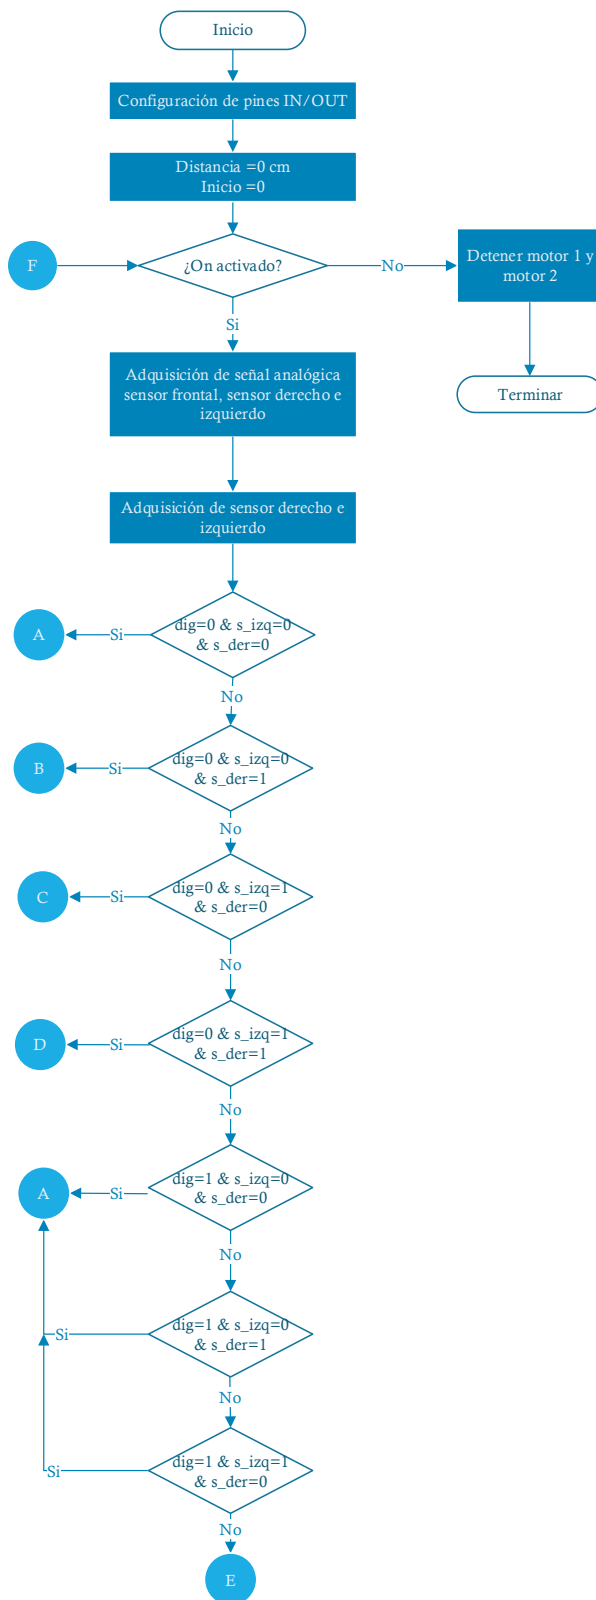 Inicio
Configuración de pines IN/OUT
Distancia =0 cm
Inicio =0
F
¿On activado?
No
Detener motor 1 y
motor 2
Si
Terminar
Adquisición de señal analógica
sensor frontal, sensor derecho e
izquierdo
Adquisición de sensor derecho e
izquierdo
dig=0 & s_izq=0
& s_der=0
Si
A
No
dig=0 & s_izq=0
& s_der=1
Si
B
No
dig=0 & s_izq=1
& s_der=0
Si
C
No
dig=0 & s_izq=1
& s_der=1
Si
D
No
dig=1 & s_izq=0
& s_der=0
Si
A
No
dig=1 & s_izq=0
& s_der=1
Si
No
dig=1 & s_izq=1
& s_der=0
Si
No
E